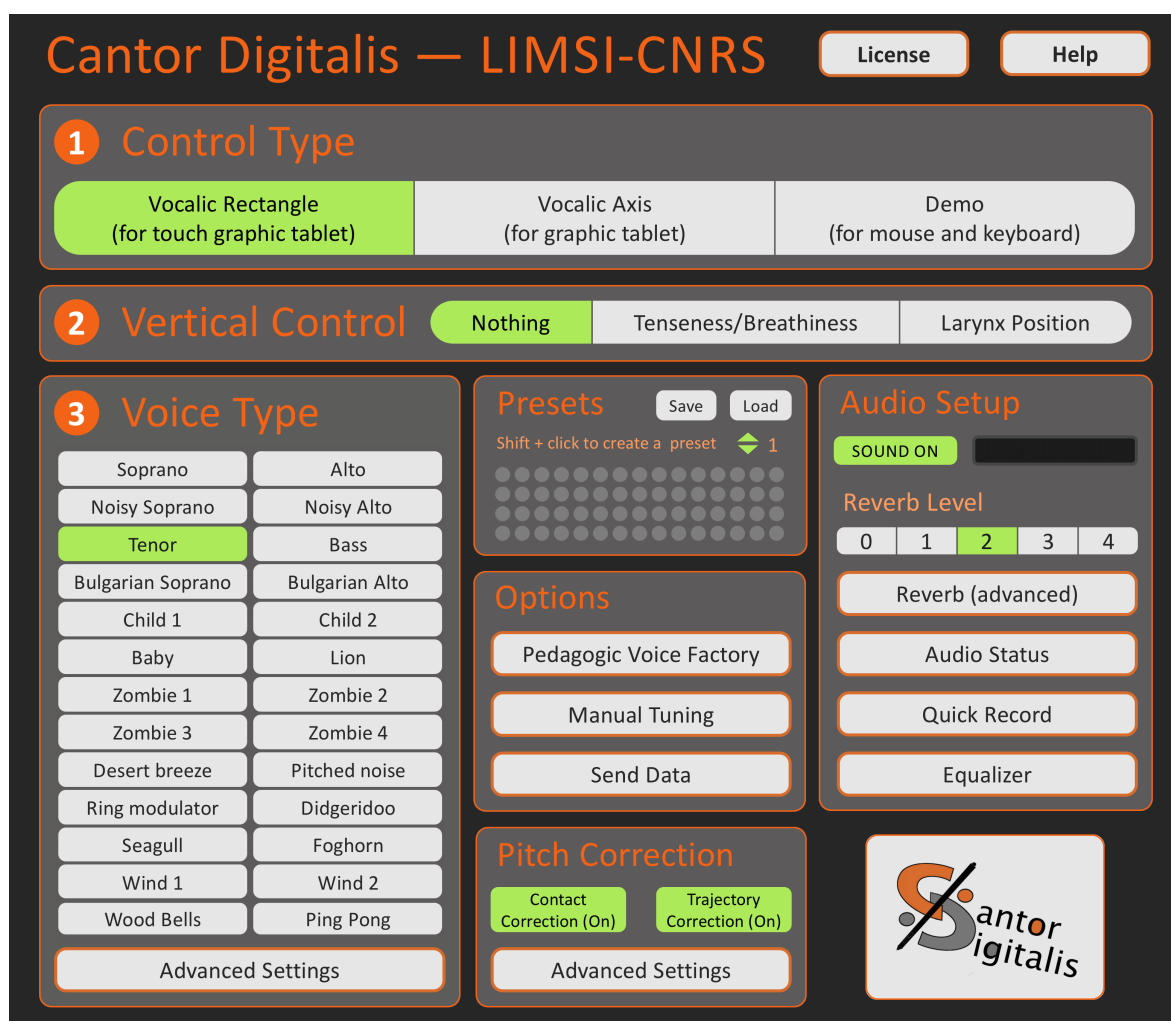 Cantor Digitalis — LIMSI-CNRS
License
Help
1 Control Type
Vocalic Rectangle
(for touch graphic tablet)
Vocalic Axis
(for graphic tablet)
Demo
(for mouse and keyboard)
2 Vertical Control
Nothing
Tenseness/Breathiness
Larynx Position
3 Voice Type
Soprano
Alto
Noisy Soprano
Noisy Alto
Tenor
Bass
Bulgarian Soprano
Bulgarian Alto
Child 1
Child 2
Baby
Lion
Zombie 1
Zombie 2
Zombie 3
Zombie 4
Desert breeze
Pitched noise
Ring modulator
Didgeridoo
Seagull
Foghorn
Wind 1
Wind 2
Wood Bells
Ping Pong
Advanced Settings
Presets
Save
Load
Shift + click to create a preset
1
Options
Pedagogic Voice Factory
Manual Tuning
Send Data
Pitch Correction
Contact
Correction (On)
Trajectory
Correction (On)
Advanced Settings
Audio Setup
SOUND ON
Reverb Level
0 1 2 3 4
Reverb (advanced)
Audio Status
Quick Record
Equalizer
Cantor
Digitalis